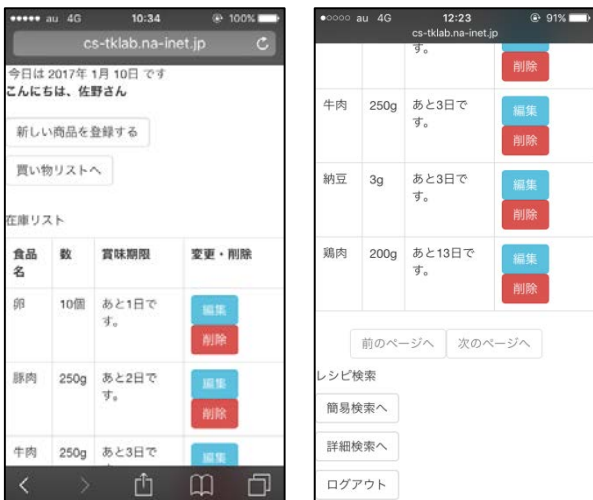 au 4G 10:34 100%
cs-tklab.na-inet.jp
今日は 2017年 1月 10日 です
こんにちは、佐野さん
新しい商品を登録する
買い物リストへ
在庫リスト
食品名 数 賞味期限 変更・削除
卵 10個 あと1日で
す。
編集
削除
豚肉 250g あと2日で
す。
編集
削除
牛肉 250g あと3日で
編集
au 4G 12:23 91%
cs-tklab.na-inet.jp
す。
編集
削除
牛肉 250g あと3日で
す。
編集
削除
納豆 3g あと3日で
す。
編集
削除
鶏肉 200g あと13日で
す。
編集
削除
前のページへ 次のページへ
レシピ検索
簡易検索へ
詳細検索へ
ログアウト